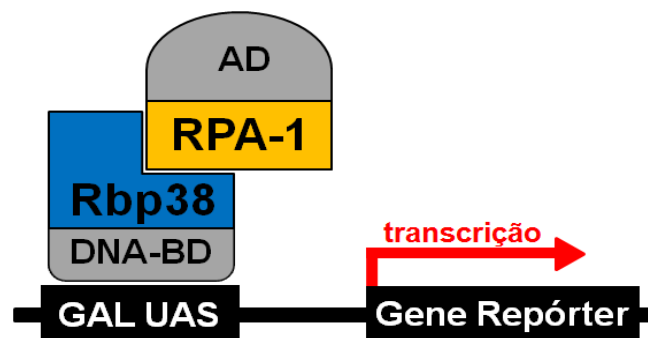 AD
RPA-1
Rbp38
DNA-BD
transcrição
GAL UAS
Gene Repórter